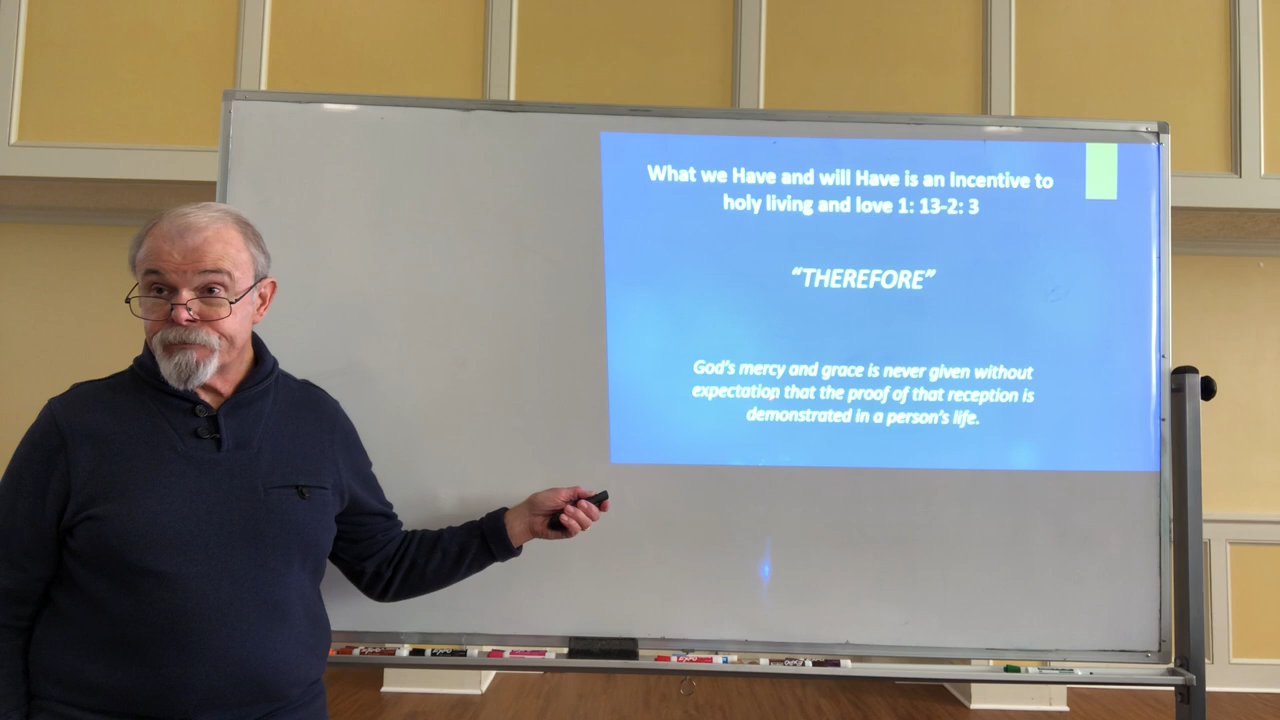 What we Have and will Have is an Incentive to
holy living and love 1: 13-2: 3
“THEREFORE”
God’s mercy and grace is never given without
expectation that the proof of that reception is
demonstrated in a person’s life.
EXPO